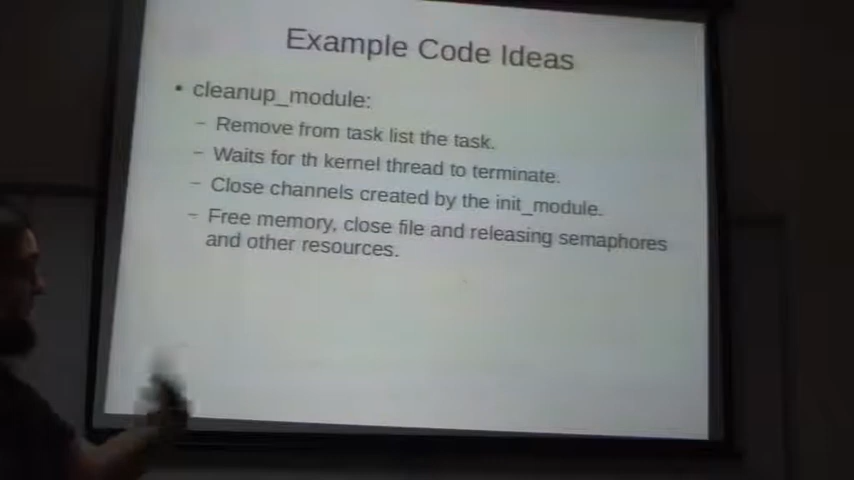 Example Code Ideas
• cleanup_module:
– Remove from task list the task.
– Waits for th kernel thread to terminate.
– Close channels created by the init_module.
– Free memory, close file and releasing semaphores
and other resources.